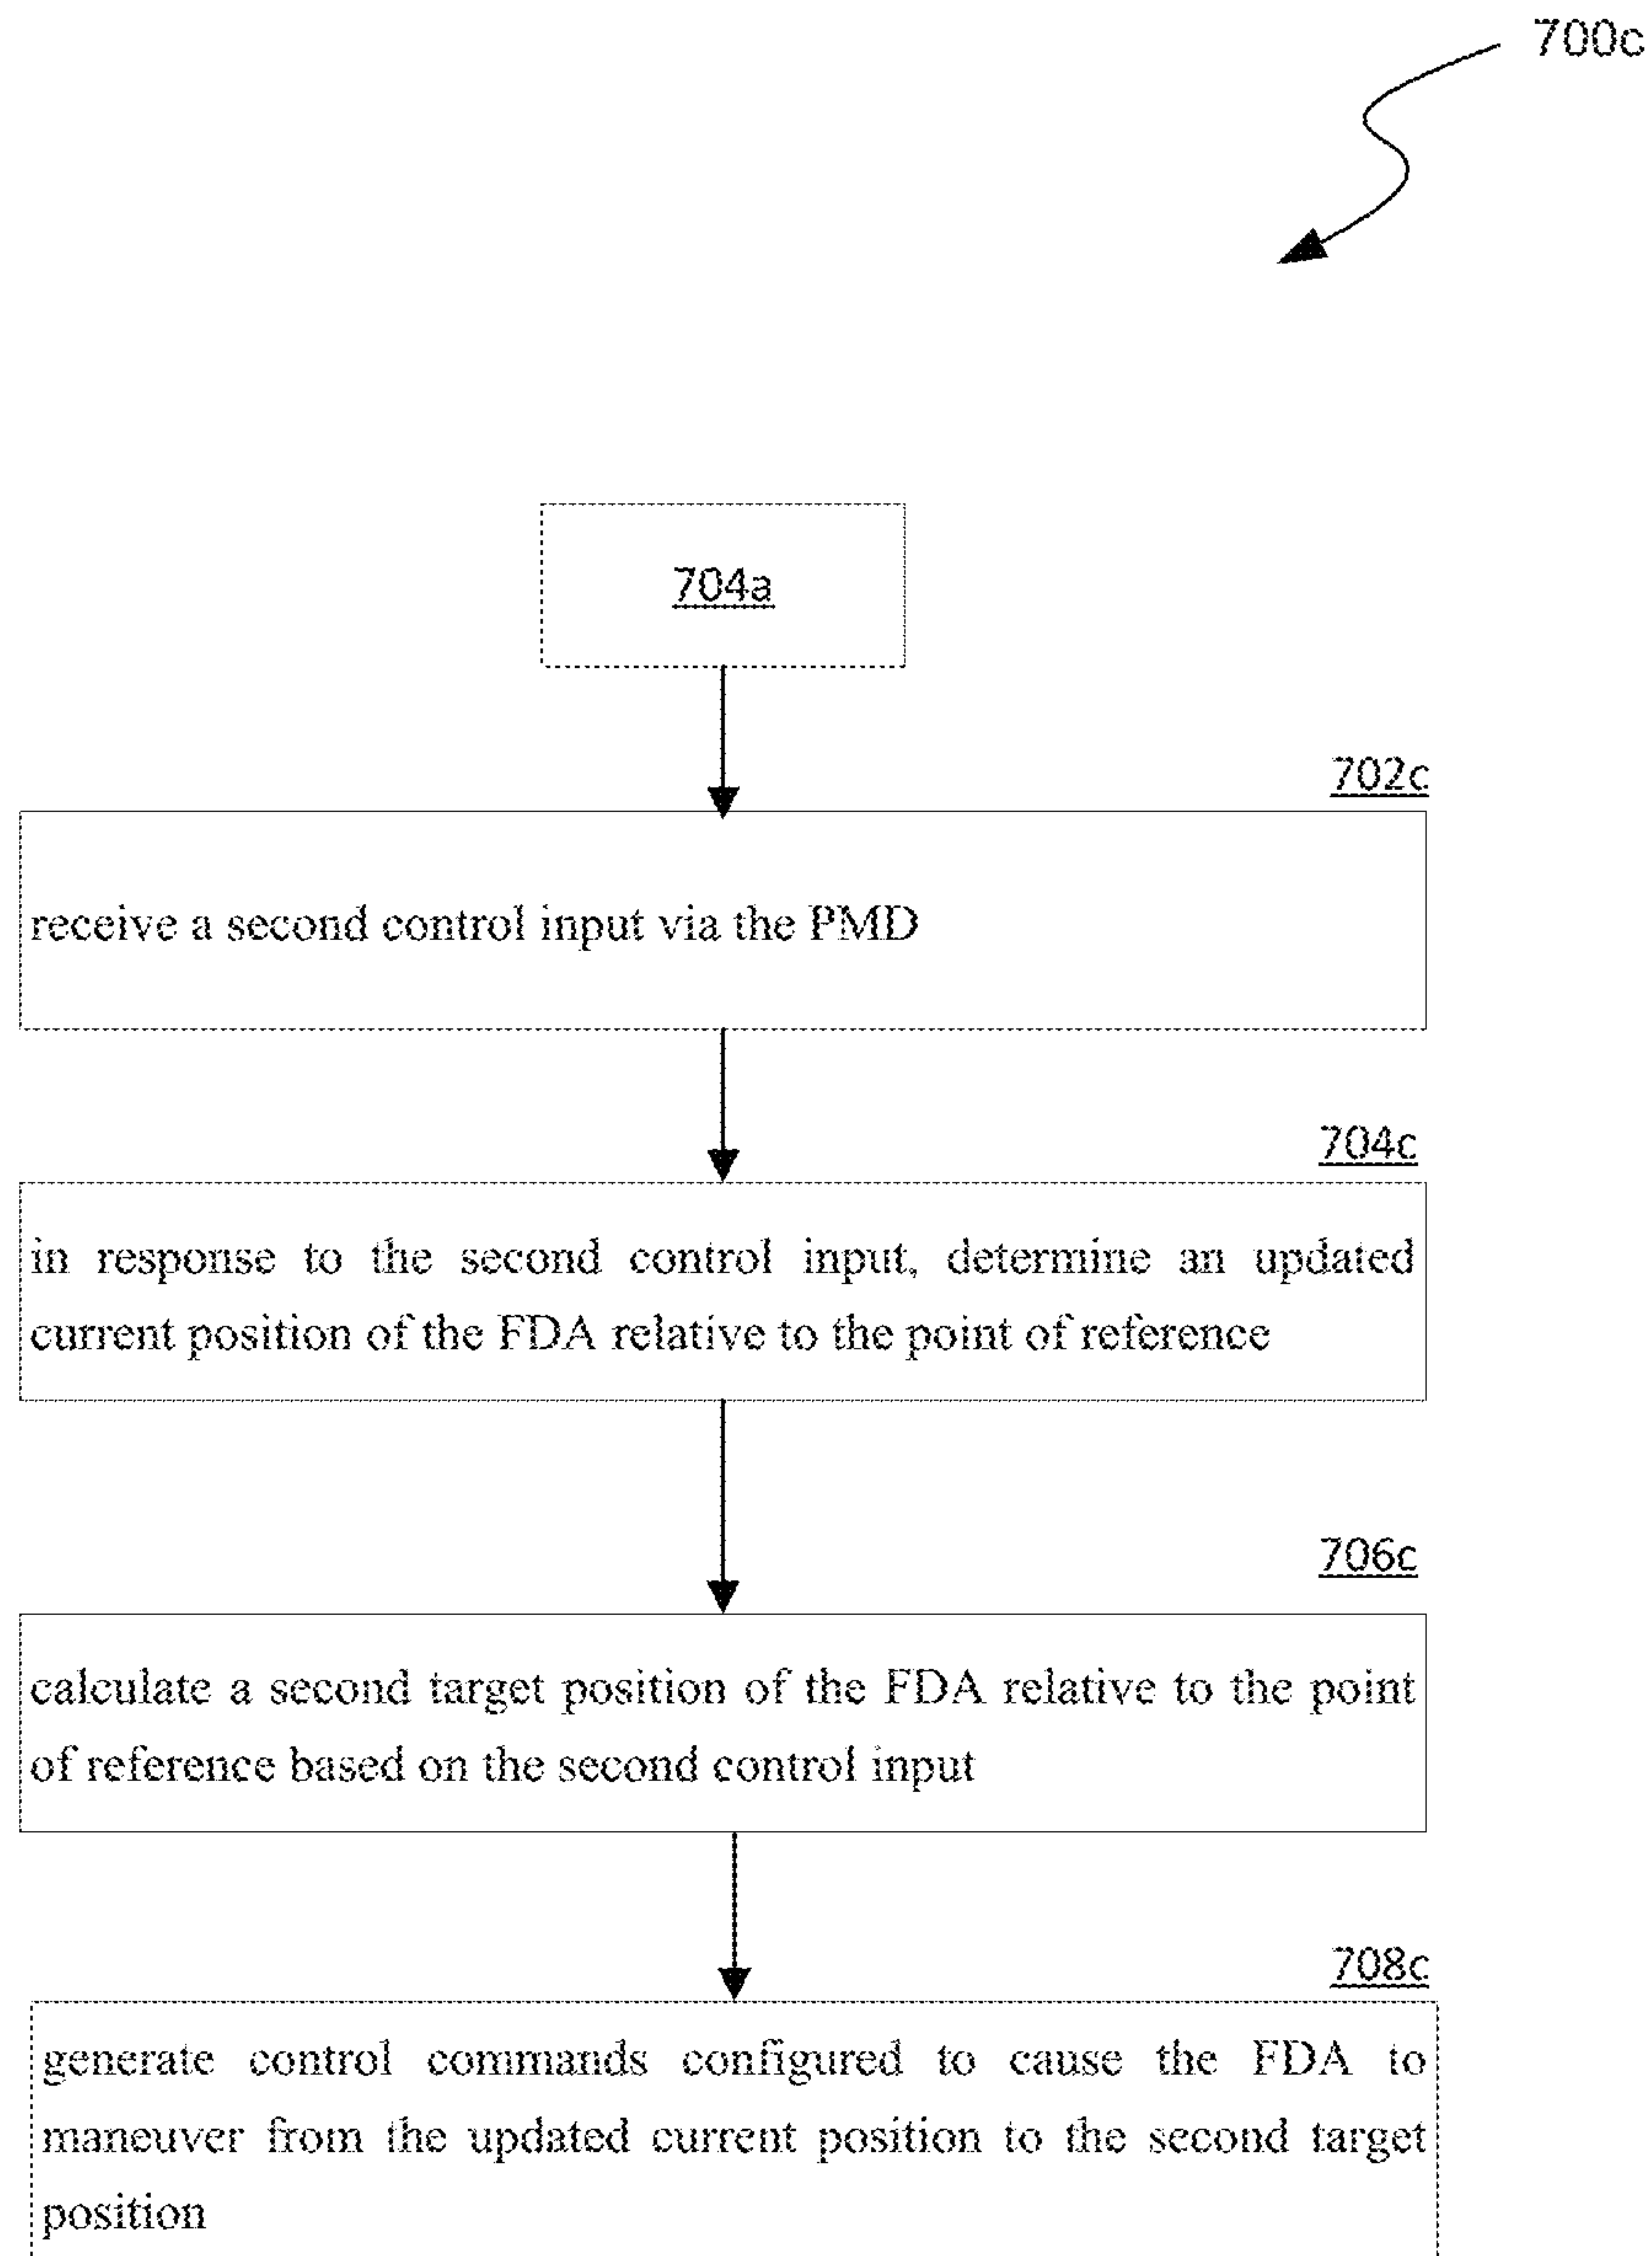 700c
704a
702c
receive a second control input via the PMD
704c
in response to the second control input, determine an updated
current position of the FDA relative to the point of reference
706c
calculate a second target position of the FDA relative to the point
of reference based on the second control input
708c
generate control commands configured to cause the FDA to
maneuver from the updated current position to the second target
position